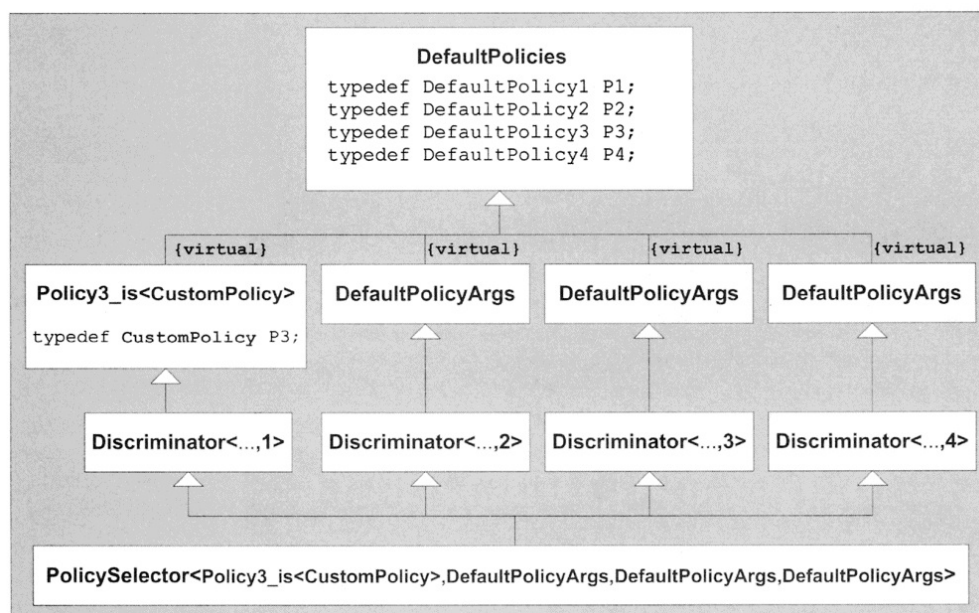 DefaultPolicies
typedef DefaultPolicy1 P1;
typedef DefaultPolicy2 P2;
typedef DefaultPolicy3 P3;
typedef DefaultPolicy4 P4;
{virtual} {virtual} {virtual} {virtual}
Policy3_is<CustomPolicy> DefaultPolicyArgs DefaultPolicyArgs DefaultPolicyArgs
typedef CustomPolicy P3;
Discriminator<...,1> Discriminator<...,2> Discriminator<...,3> Discriminator<...,4>
PolicySelector<Policy3_is<CustomPolicy>,DefaultPolicyArgs,DefaultPolicyArgs,DefaultPolicyArgs>